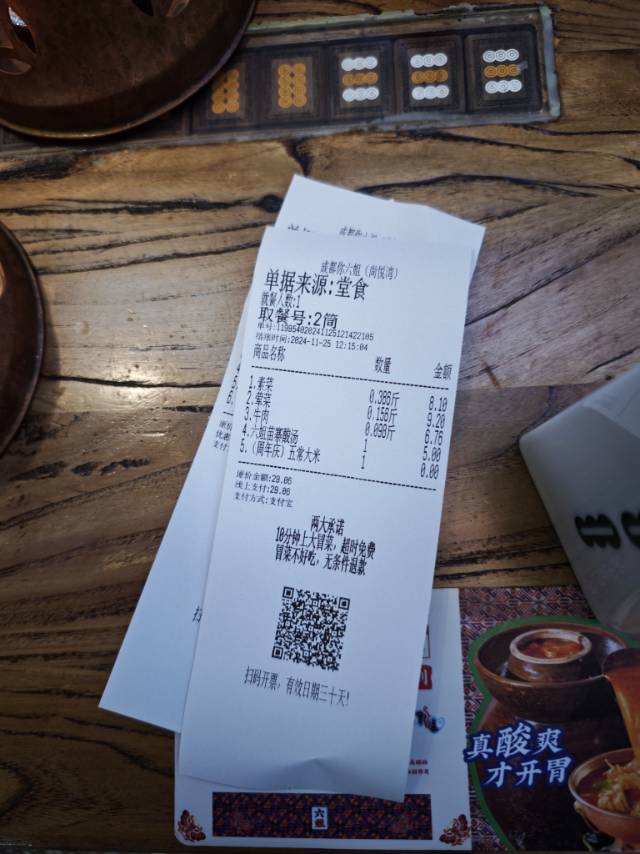 成都你六姐（尚悦湾）
单据来源:堂食
就餐人数:1
取餐号:2筒
单号:11995402024112512142210S
结账时间:2024-11-25 12:15:04
商品名称 数量 金额
1.素菜 0.386斤 8.10
2.荤菜 0.156斤 9.20
3.牛肉 0.098斤 6.76
4.六姐苗寨酸汤 1 5.00
5.(周年庆) 五常大米 1 0.00
原价金额:29.06
线上支付:29.06
支付方式:支付宝
两大承诺
10分钟上大冒菜，超时免费
冒菜不好吃，无条件退款
扫码开票，有效日期三十天!
真酸爽
才开胃
六姐